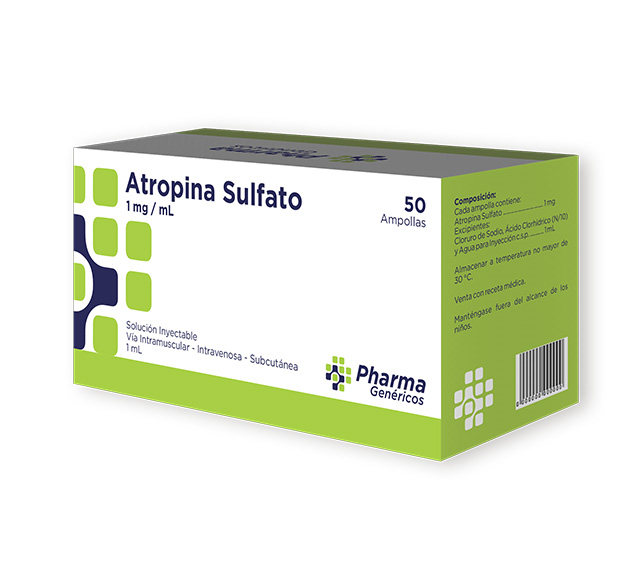 Pharma
Atropina Sulfato
1 mg / mL
50
Ampollas
Solución Inyectable
Vía Intramuscular - Intravenosa - Subcutánea
1 mL
Pharma
Genéricos
Composición:
Cada ampolla contiene:
Atropina Sulfato ........................ 1 mg
Excipientes:
Cloruro de Sodio, Ácido Clorhídrico (N/10)
y Agua para Inyección c.s.p. ........... 1mL
Almacenar a temperatura no mayor de
30 °C.
Venta con receta médica.
Manténgase fuera del alcance de los
niños.